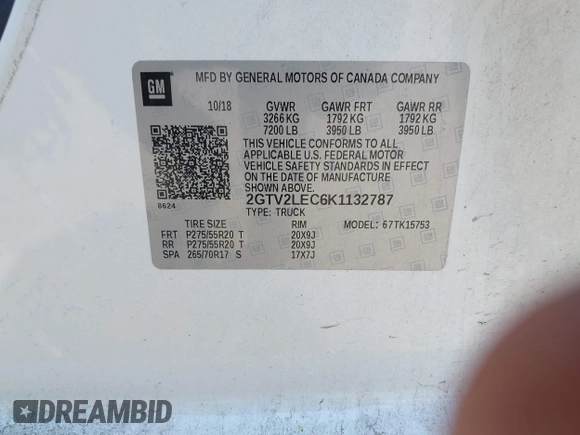 GM
MFD BY GENERAL MOTORS OF CANADA COMPANY
10/18 GVWR GAWR FRT GAWR RR
3266 KG 1792 KG 1792 KG
7200 LB 3950 LB 3950 LB
THIS VEHICLE CONFORMS TO ALL
APPLICABLE U.S. FEDERAL MOTOR
VEHICLE SAFETY STANDARDS IN
EFFECT ON THE DATE OF MANUFACTURE
SHOWN ABOVE.
8624 2GTV2LEC6K1132787
TYPE: TRUCK
TIRE SIZE RIM MODEL: 67TK15753
FRT P275/55R20 T 20X9J
RR P275/55R20 T 20X9J
SPA 265/70R17 S 17X7J
DREAMBID